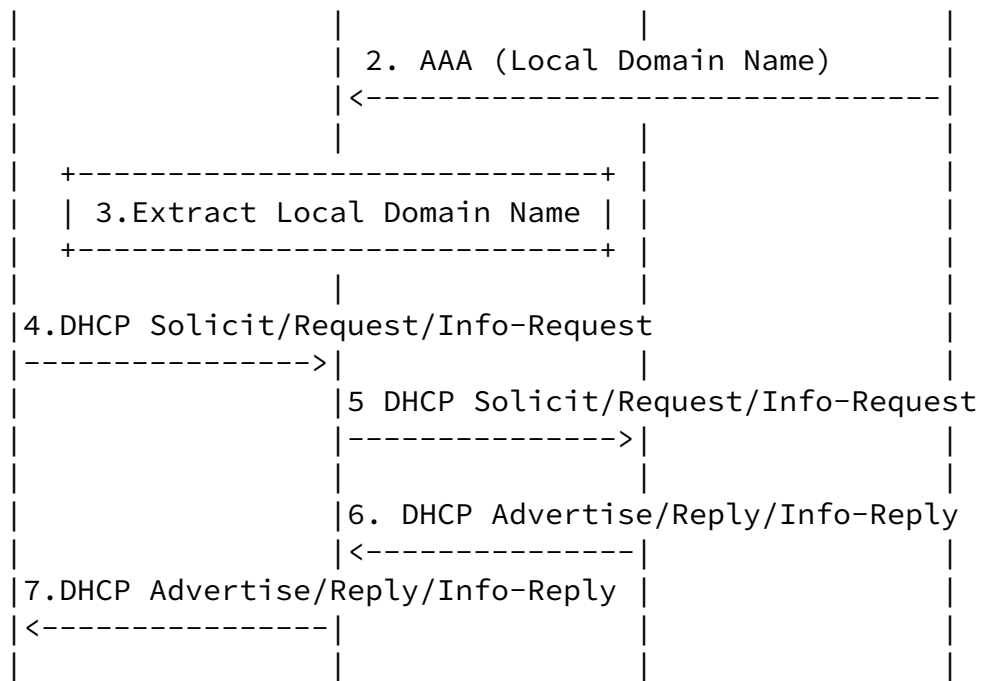 2. AAA (Local Domain Name)
3.Extract Local Domain Name
4.DHCP Solicit/Request/Info-Request
5 DHCP Solicit/Request/Info-Request
6. DHCP Advertise/Reply/Info-Reply
7.DHCP Advertise/Reply/Info-Reply